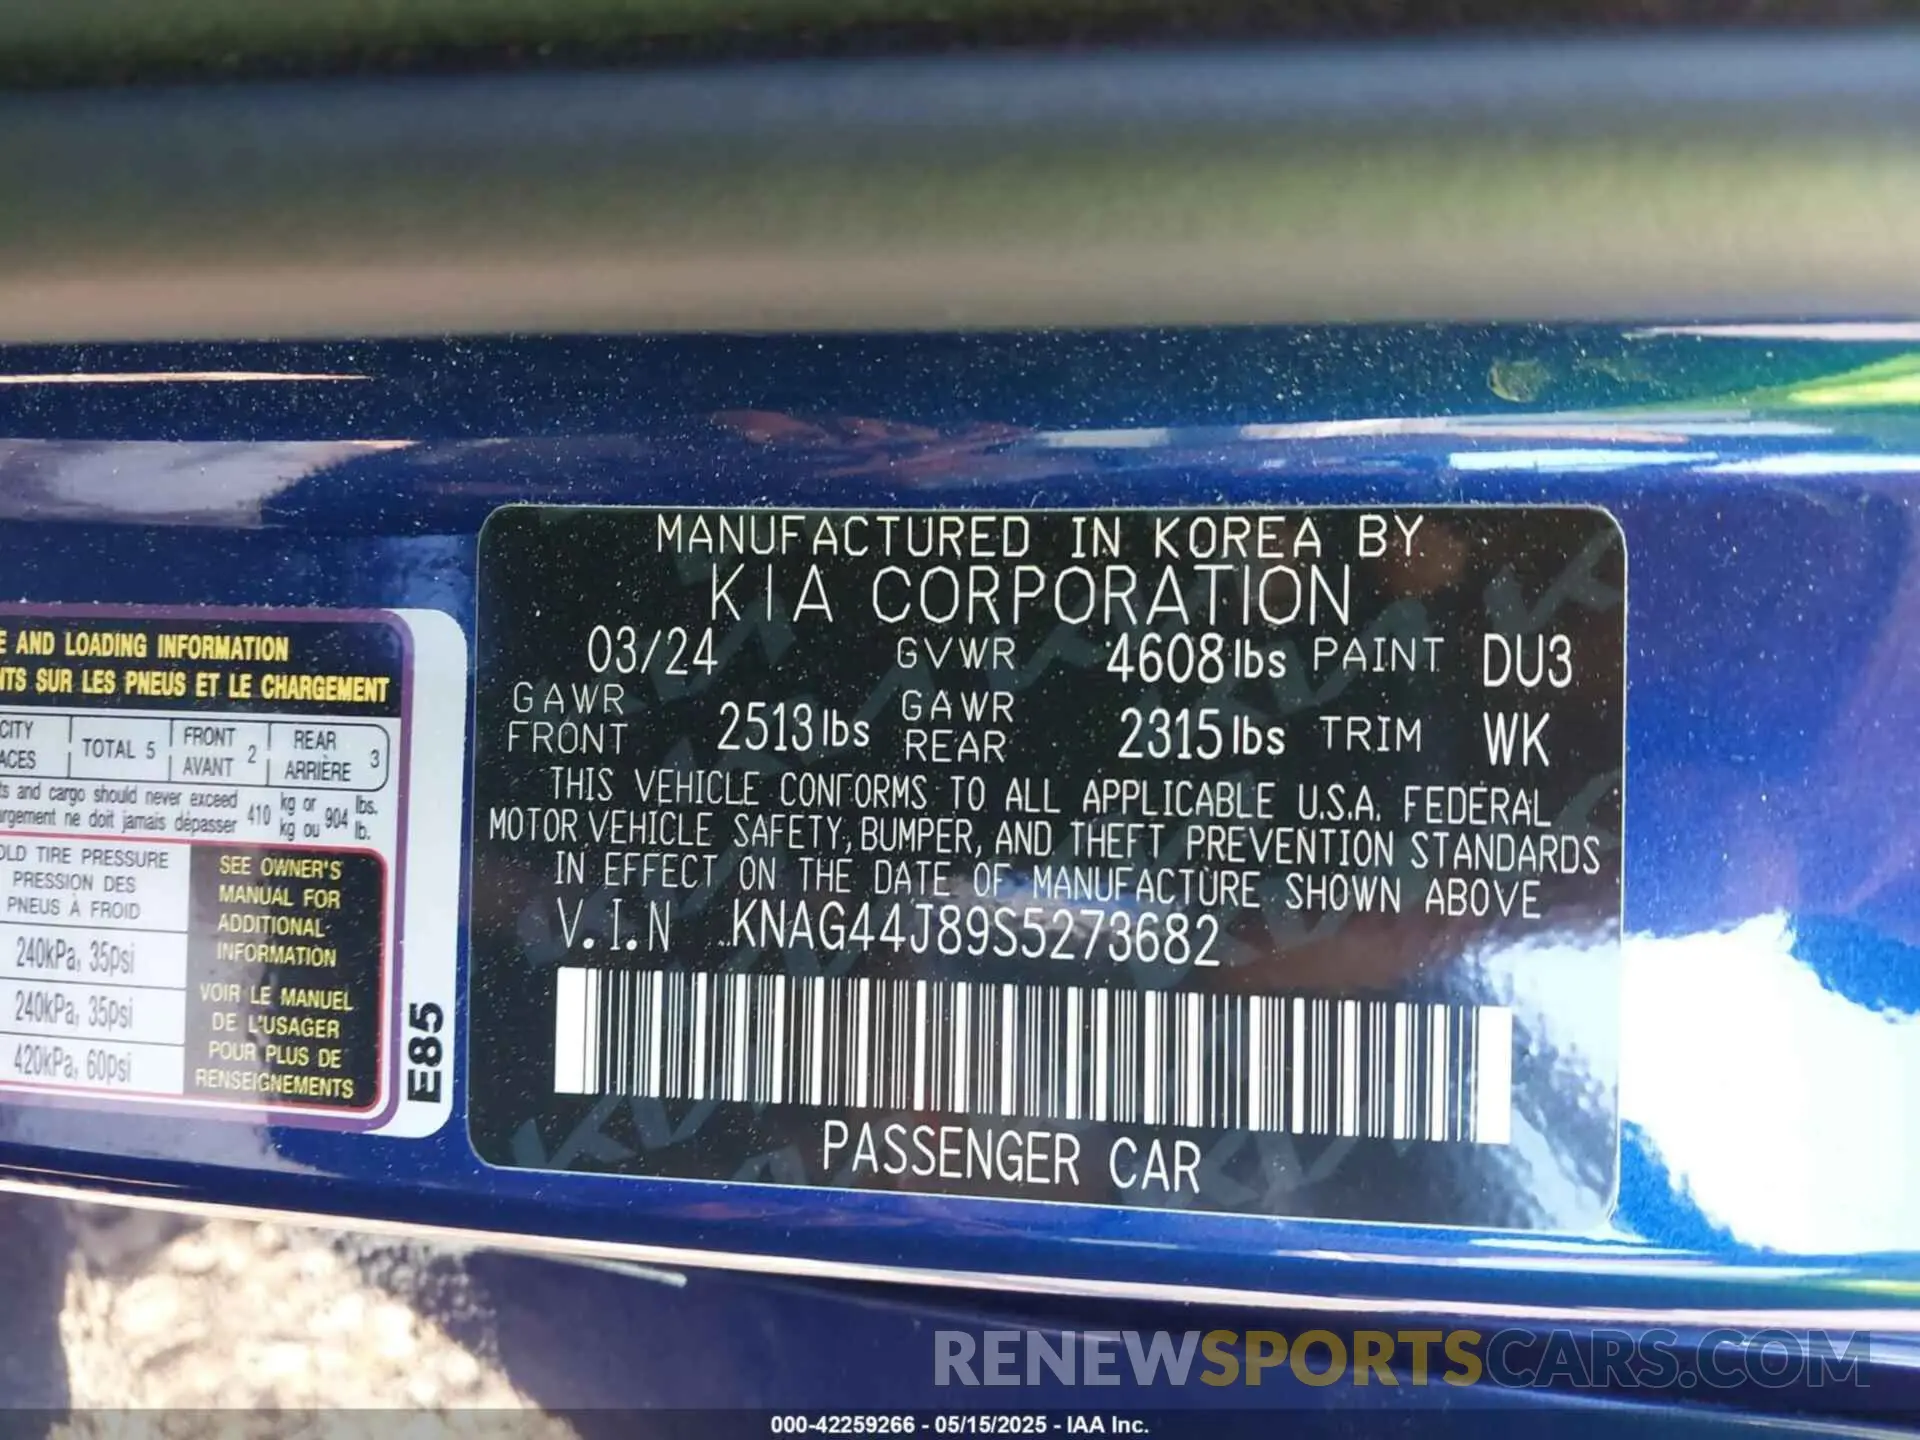 MANUFACTURED IN KOREA BY
KIA CORPORATION
03/24 GVWR 4608lbs PAINT DU3
GAWR FRONT 2513lbs GAWR REAR 2315lbs TRIM WK
THIS VEHICLE CONFORMS TO ALL APPLICABLE U.S.A. FEDERAL
MOTOR VEHICLE SAFETY, BUMPER, AND THEFT PREVENTION STANDARDS
IN EFFECT ON THE DATE OF MANUFACTURE SHOWN ABOVE
V.I.N KNAG44J89S5273682
PASSENGER CAR
E AND LOADING INFORMATION
NTS SUR LES PNEUS ET LE CHARGEMENT
CITY
ACES
TOTAL 5
FRONT
AVANT 2
REAR
ARRIÈRE 3
ts and cargo should never exceed
rgement ne doit jamais dépasser
410 kg or 904 lbs.
kg ou lb.
OLD TIRE PRESSURE
PRESSION DES
PNEUS À FROID
240kPa, 35psi
240kPa, 35psi
420kPa, 60psi
SEE OWNER'S
MANUAL FOR
ADDITIONAL
INFORMATION
VOIR LE MANUEL
DE L'USAGER
POUR PLUS DE
RENSEIGNEMENTS
E85
RENEWSPORTSCARS.COM
000-42259266 - 05/15/2025 - IAA Inc.